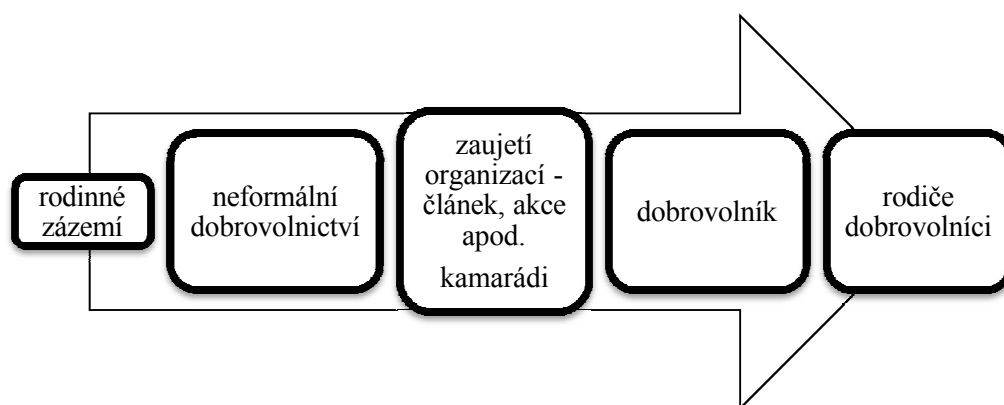 rodinné
zázemí
neformální
dobrovolnictví
zaujetí
organizací -
článek, akce
apod.
kamarádi
dobrovolník
rodiče
dobrovolníci